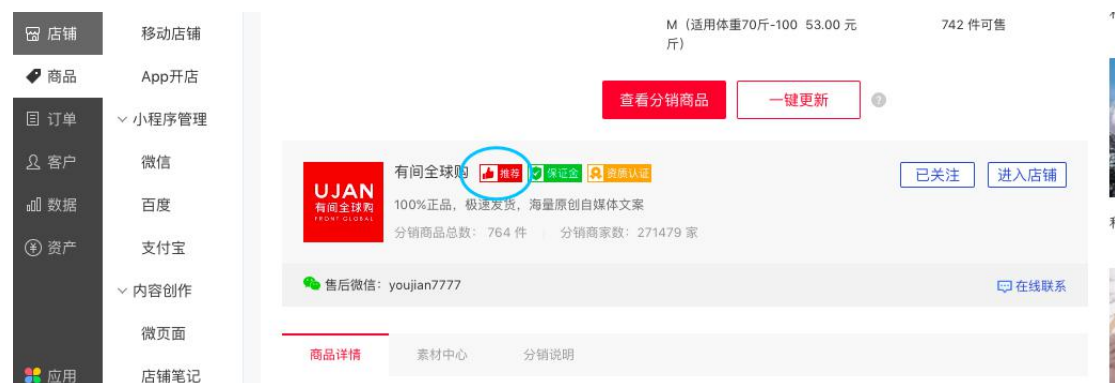 店铺
商品
订单
客户
数据
资产
应用
移动店铺
App开店
小程序管理
微信
百度
支付宝
内容创作
微页面
店铺笔记
M（适用体重70斤-100 53.00 元 742 件可售
斤）
查看分销商品 一键更新
UJAN
有间全球购
FRONT GLOBAL
有间全球购 推荐 保证金 资质认证
已关注 进入店铺
100%正品，极速发货，海量原创自媒体文案
分销商品总数： 764 件 分销商家数： 271479 家
售后微信：youjian7777 在线联系
商品详情 素材中心 分销说明